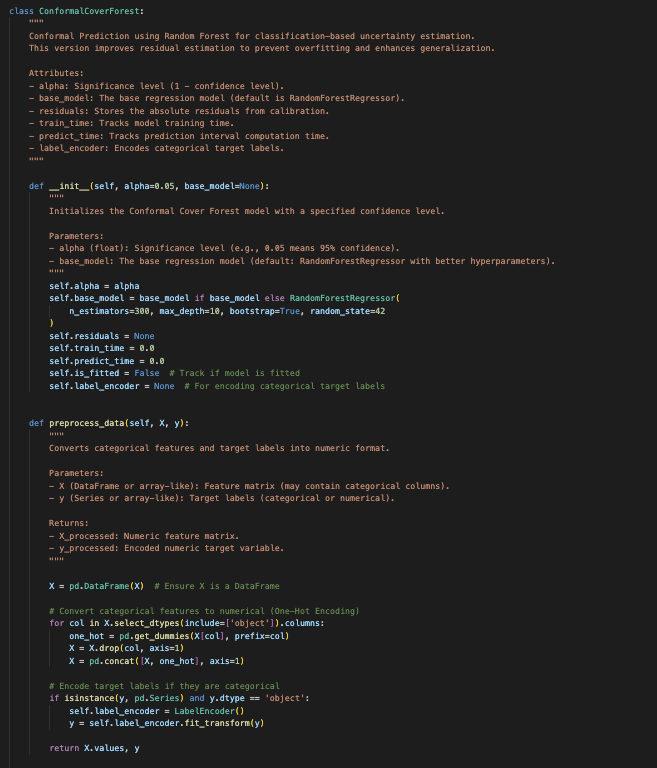 class ConformalCoverForest:
    """
    Conformal Prediction using Random Forest for classification-based uncertainty estimation.
    This version improves residual estimation to prevent overfitting and enhances generalization.

    Attributes:
    - alpha: Significance level (1 - confidence level).
    - base_model: The base regression model (default is RandomForestRegressor).
    - residuals: Stores the absolute residuals from calibration.
    - train_time: Tracks model training time.
    - predict_time: Tracks prediction interval computation time.
    - label_encoder: Encodes categorical target labels.
    """

    def __init__(self, alpha=0.05, base_model=None):
        """
        Initializes the Conformal Cover Forest model with a specified confidence level.

        Parameters:
        - alpha (float): Significance level (e.g., 0.05 means 95% confidence).
        - base_model: The base regression model (default: RandomForestRegressor with better hyperparameters).
        """
        self.alpha = alpha
        self.base_model = base_model if base_model else RandomForestRegressor(
            n_estimators=300, max_depth=10, bootstrap=True, random_state=42
        )
        self.residuals = None
        self.train_time = 0.0
        self.predict_time = 0.0
        self.is_fitted = False  # Track if model is fitted
        self.label_encoder = None  # For encoding categorical target labels


    def preprocess_data(self, X, y):
        """
        Converts categorical features and target labels into numeric format.

        Parameters:
        - X (DataFrame or array-like): Feature matrix (may contain categorical columns).
        - y (Series or array-like): Target labels (categorical or numerical).

        Returns:
        - X_processed: Numeric feature matrix.
        - y_processed: Encoded numeric target variable.
        """

        X = pd.DataFrame(X)  # Ensure X is a DataFrame

        # Convert categorical features to numerical (One-Hot Encoding)
        for col in X.select_dtypes(include=['object']).columns:
            one_hot = pd.get_dummies(X[col], prefix=col)
            X = X.drop(col, axis=1)
            X = pd.concat([X, one_hot], axis=1)

        # Encode target labels if they are categorical
        if isinstance(y, pd.Series) and y.dtype == 'object':
            self.label_encoder = LabelEncoder()
            y = self.label_encoder.fit_transform(y)

        return X.values, y